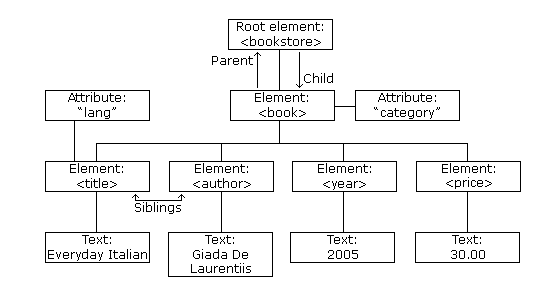 Root element:
<bookstore>
Parent
Child
Attribute:
"lang"
Element:
<book>
Attribute:
"category"
Element:
<title>
Element:
<author>
Element:
<year>
Element:
<price>
Siblings
Text:
Everyday Italian
Text:
Giada De
Laurentiis
Text:
2005
Text:
30.00